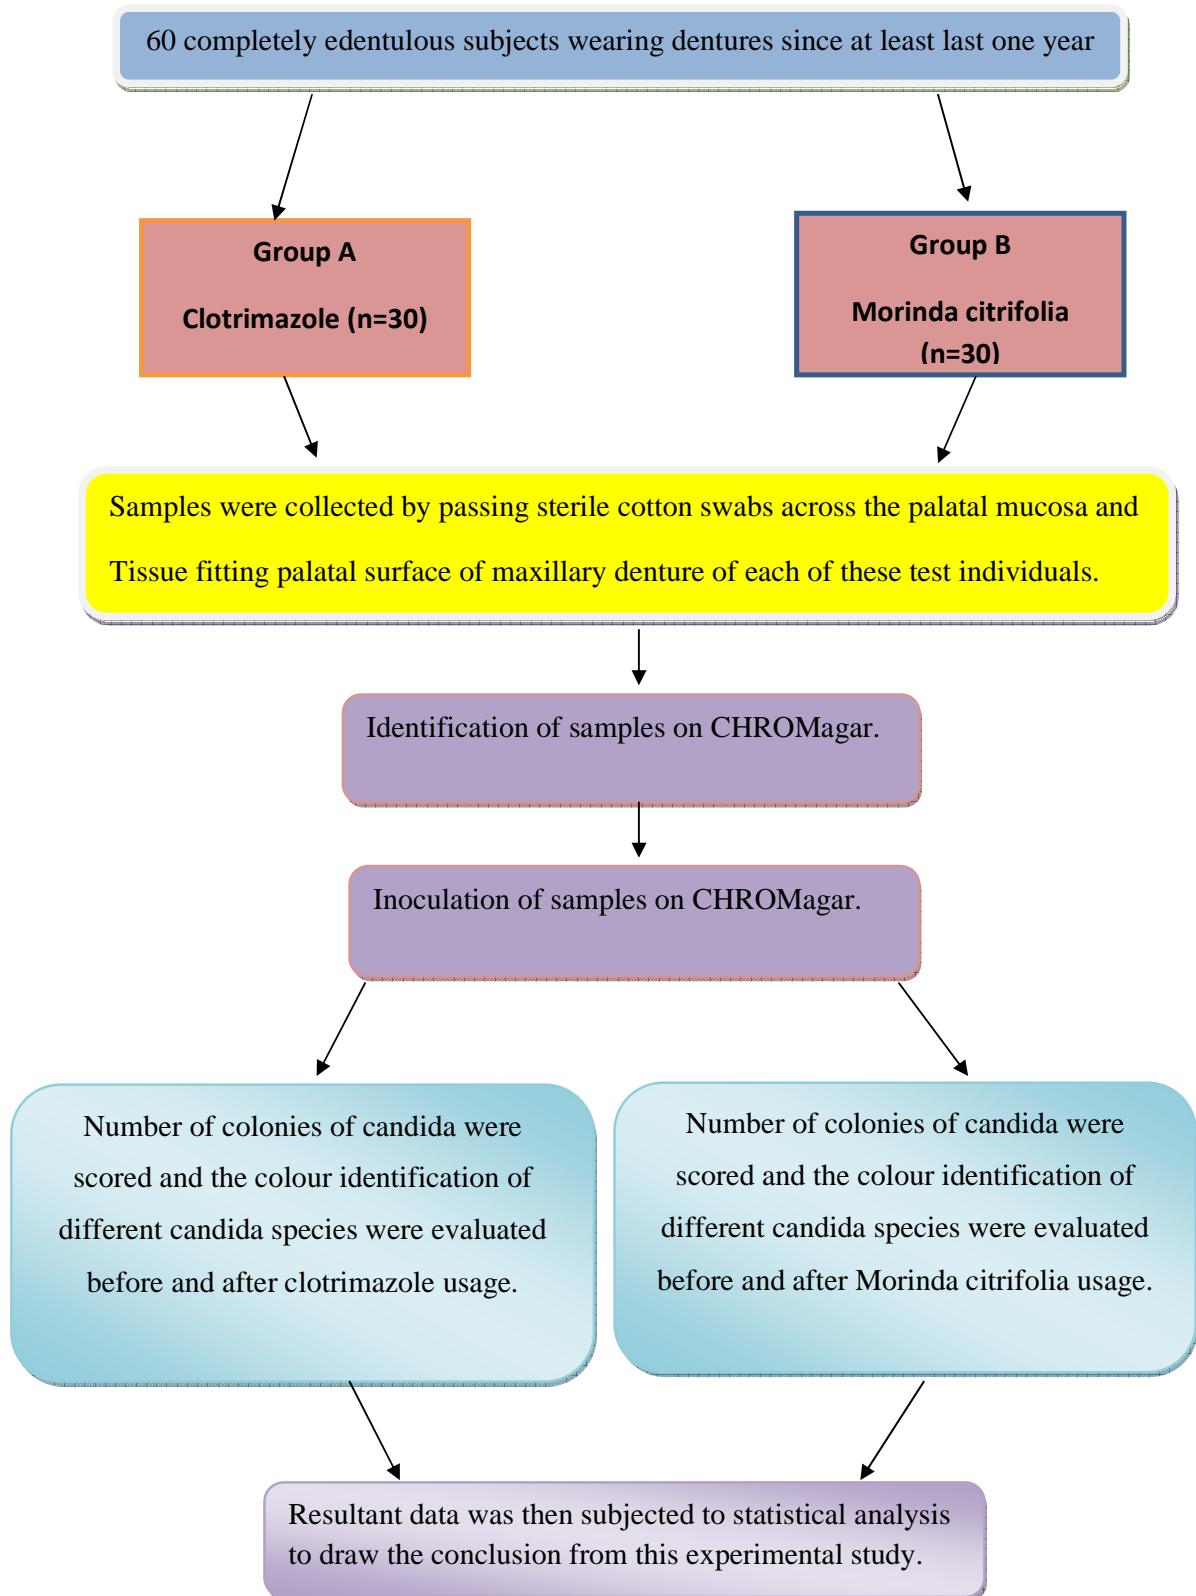 60 completely edentulous subjects wearing dentures since at least last one year
Group A
Clotrimazole (n=30)
Group B
Morinda citrifolia
(n=30)
Samples were collected by passing sterile cotton swabs across the palatal mucosa and
Tissue fitting palatal surface of maxillary denture of each of these test individuals.
Identification of samples on CHROMagar.
Inoculation of samples on CHROMagar.
Number of colonies of candida were
scored and the colour identification of
different candida species were evaluated
before and after clotrimazole usage.
Number of colonies of candida were
scored and the colour identification of
different candida species were evaluated
before and after Morinda citrifolia usage.
Resultant data was then subjected to statistical analysis
to draw the conclusion from this experimental study.